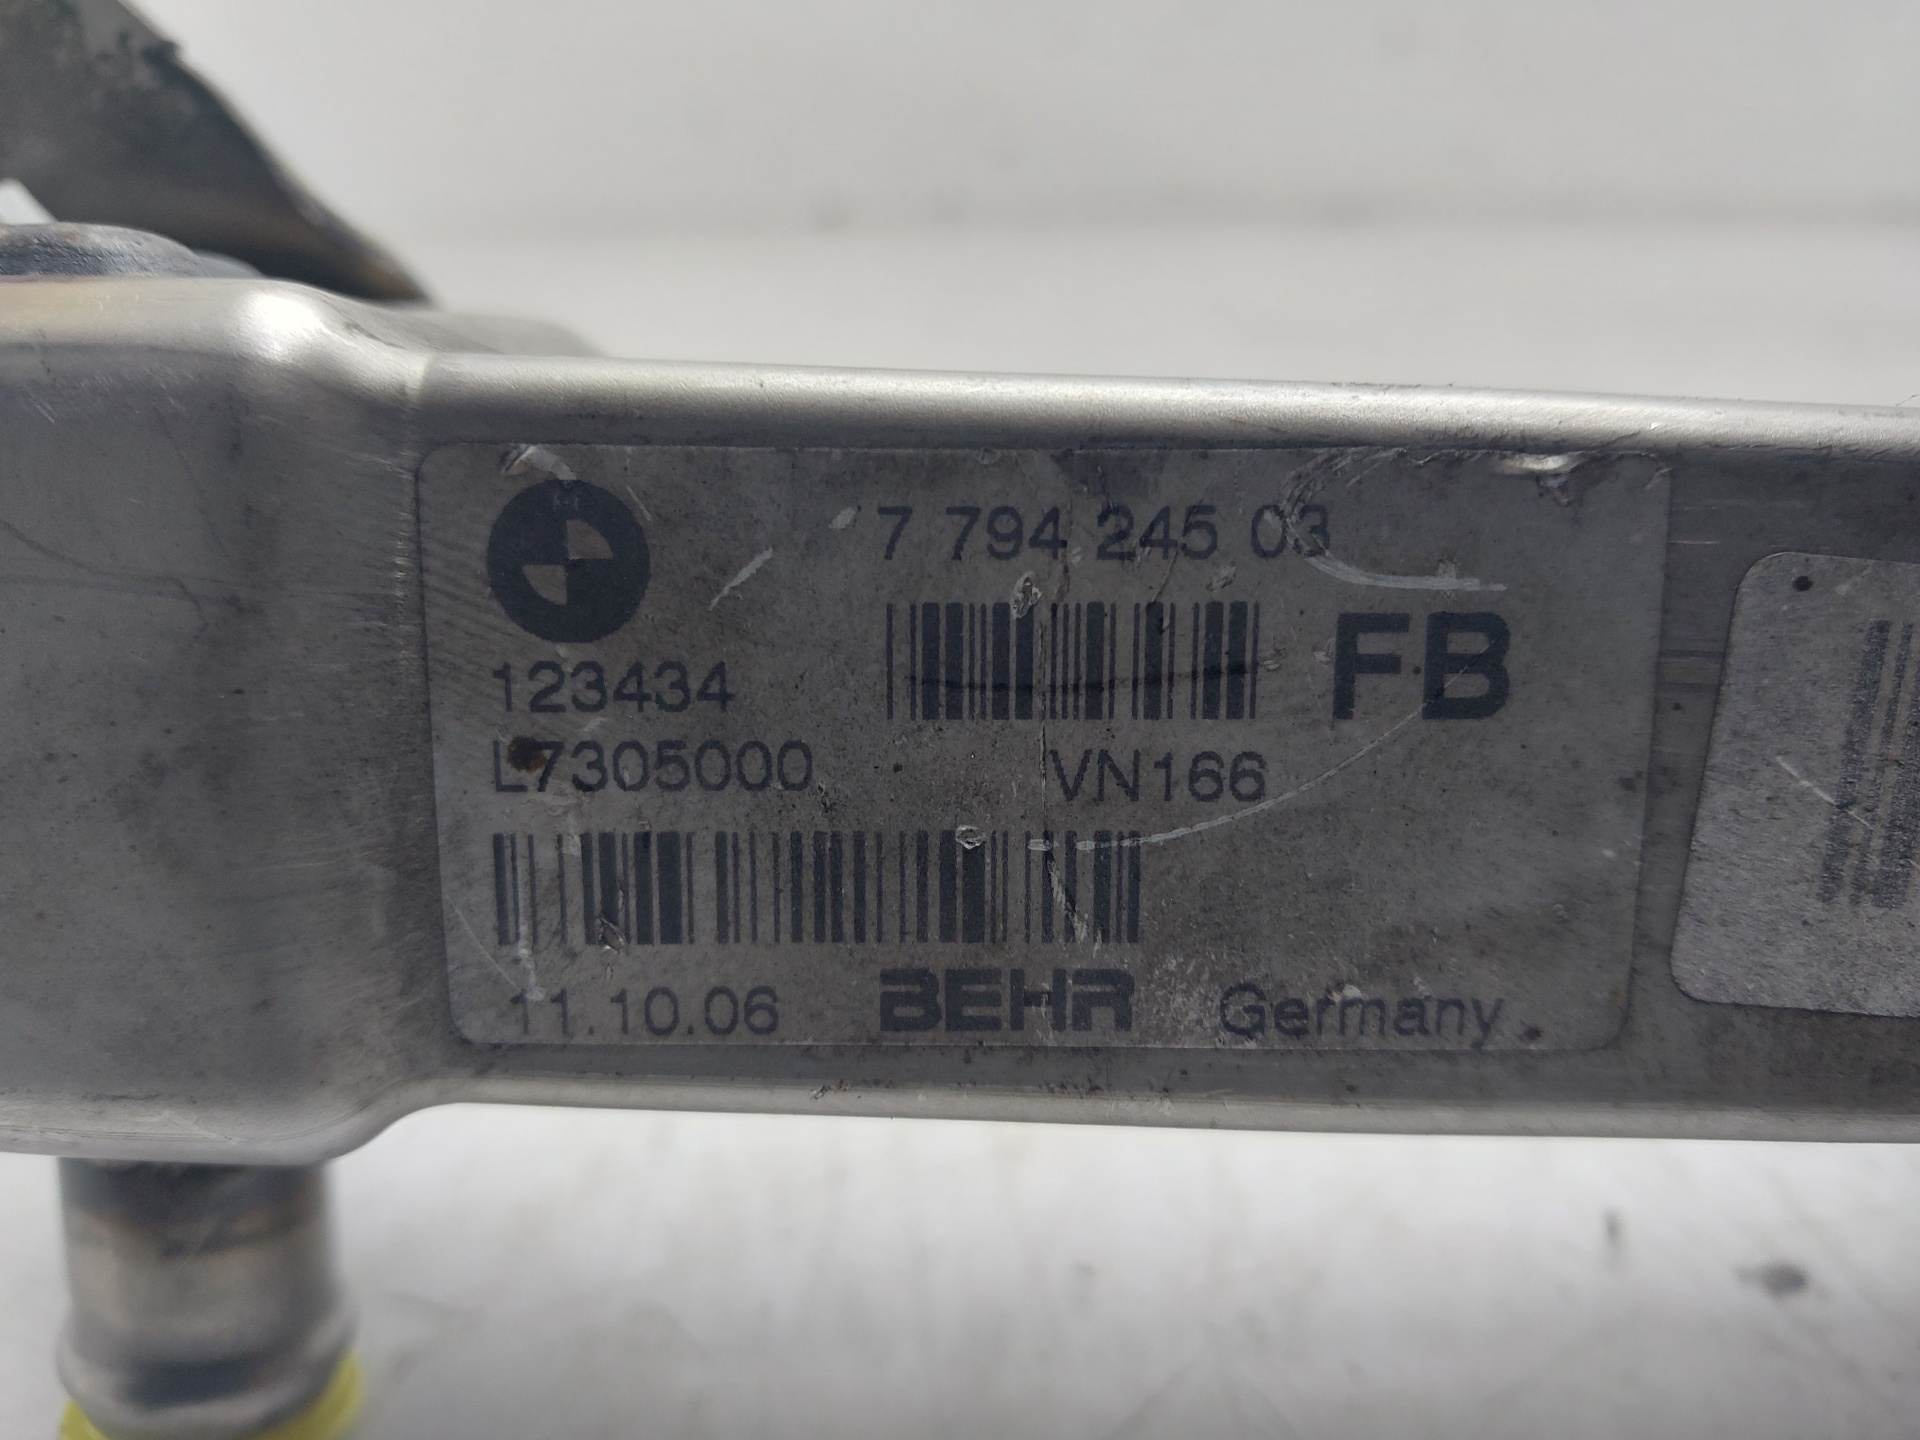 7 794 245 03
FB
123434
L7305000 VN166
11.10.06 BEHR Germany